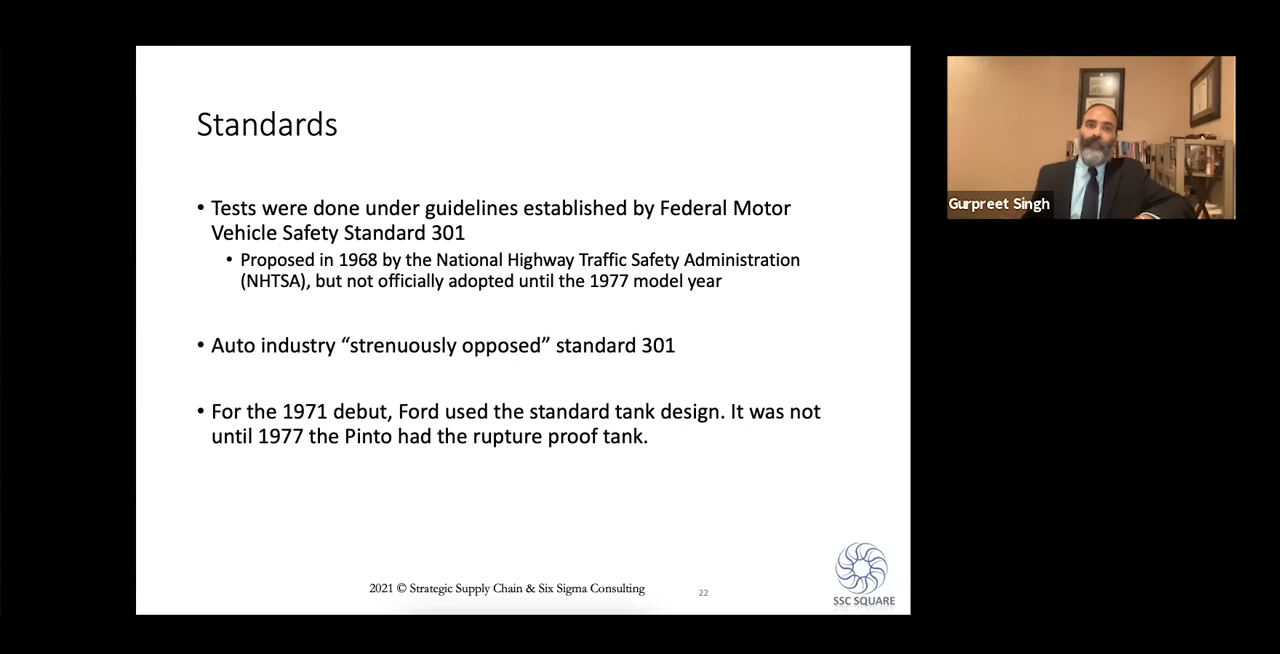 Standards
• Tests were done under guidelines established by Federal Motor
Vehicle Safety Standard 301
• Proposed in 1968 by the National Highway Traffic Safety Administration
(NHTSA), but not officially adopted until the 1977 model year
• Auto industry “strenuously opposed” standard 301
• For the 1971 debut, Ford used the standard tank design. It was not
until 1977 the Pinto had the rupture proof tank.
2021 © Strategic Supply Chain & Six Sigma Consulting
22
SSC SQUARE
Gurpreet Singh